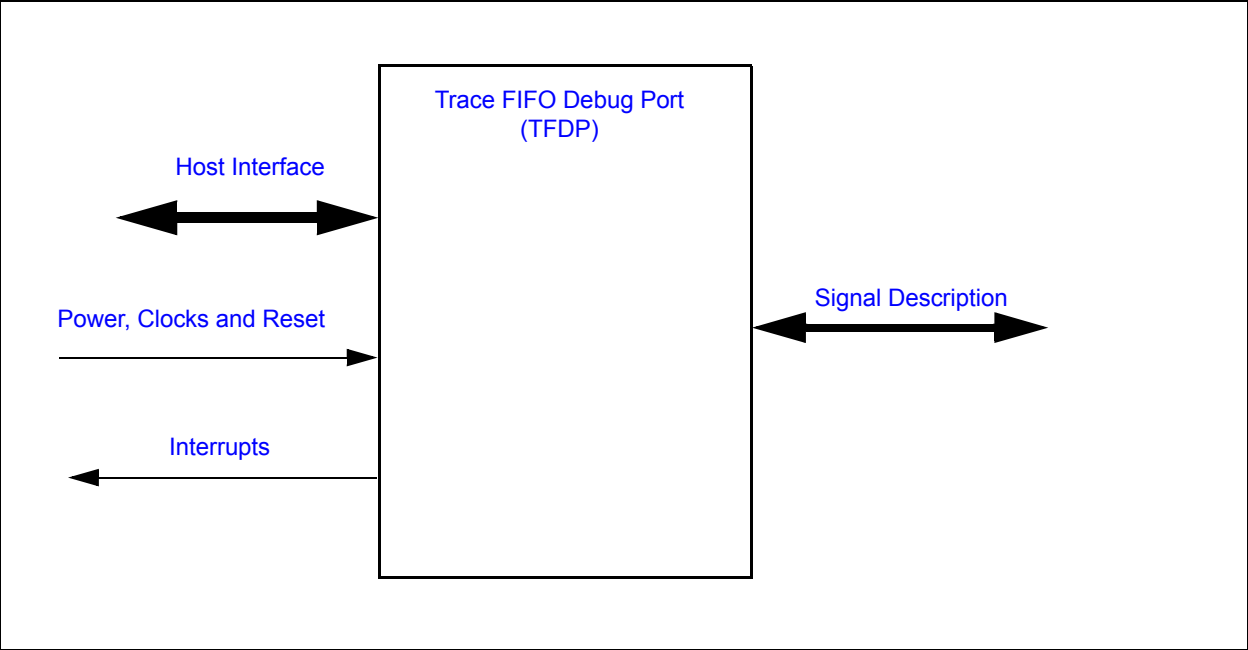 Trace FIFO Debug Port
(TFDP)
Host Interface
Signal Description
Power, Clocks and Reset
Interrupts